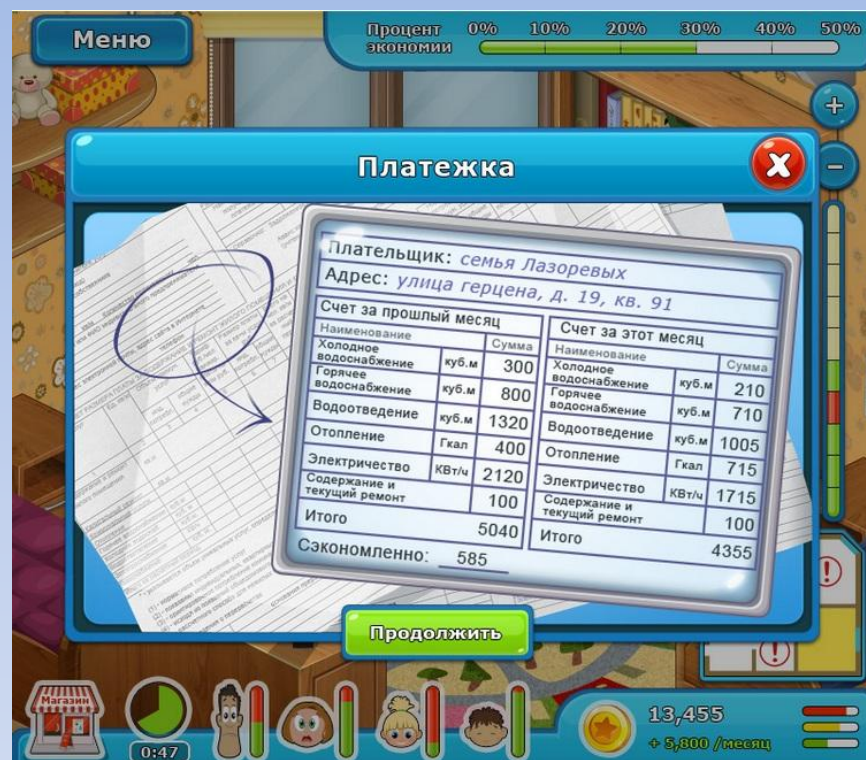 Меню
Процент экономии 0% 10% 20% 30% 40% 50%
+
-
Платежка
Плательщик: семья Лазоревых
Адрес: улица герцена, д. 19, кв. 91
Счет за прошлый месяц
Наименование Сумма
Холодное водоснабжение куб.м 300
Горячее водоснабжение куб.м 800
Водоотведение куб.м 1320
Отопление Гкал 400
Электричество КВт/ч 2120
Содержание и текущий ремонт 100
Итого 5040
Сэкономленно: 585
Счет за этот месяц
Наименование Сумма
Холодное водоснабжение куб.м 210
Горячее водоснабжение куб.м 710
Водоотведение куб.м 1005
Отопление Гкал 715
Электричество КВт/ч 1715
Содержание и текущий ремонт 100
Итого 4355
Продолжить
Магазин
0:47
13,455
+ 5,800 /месяц